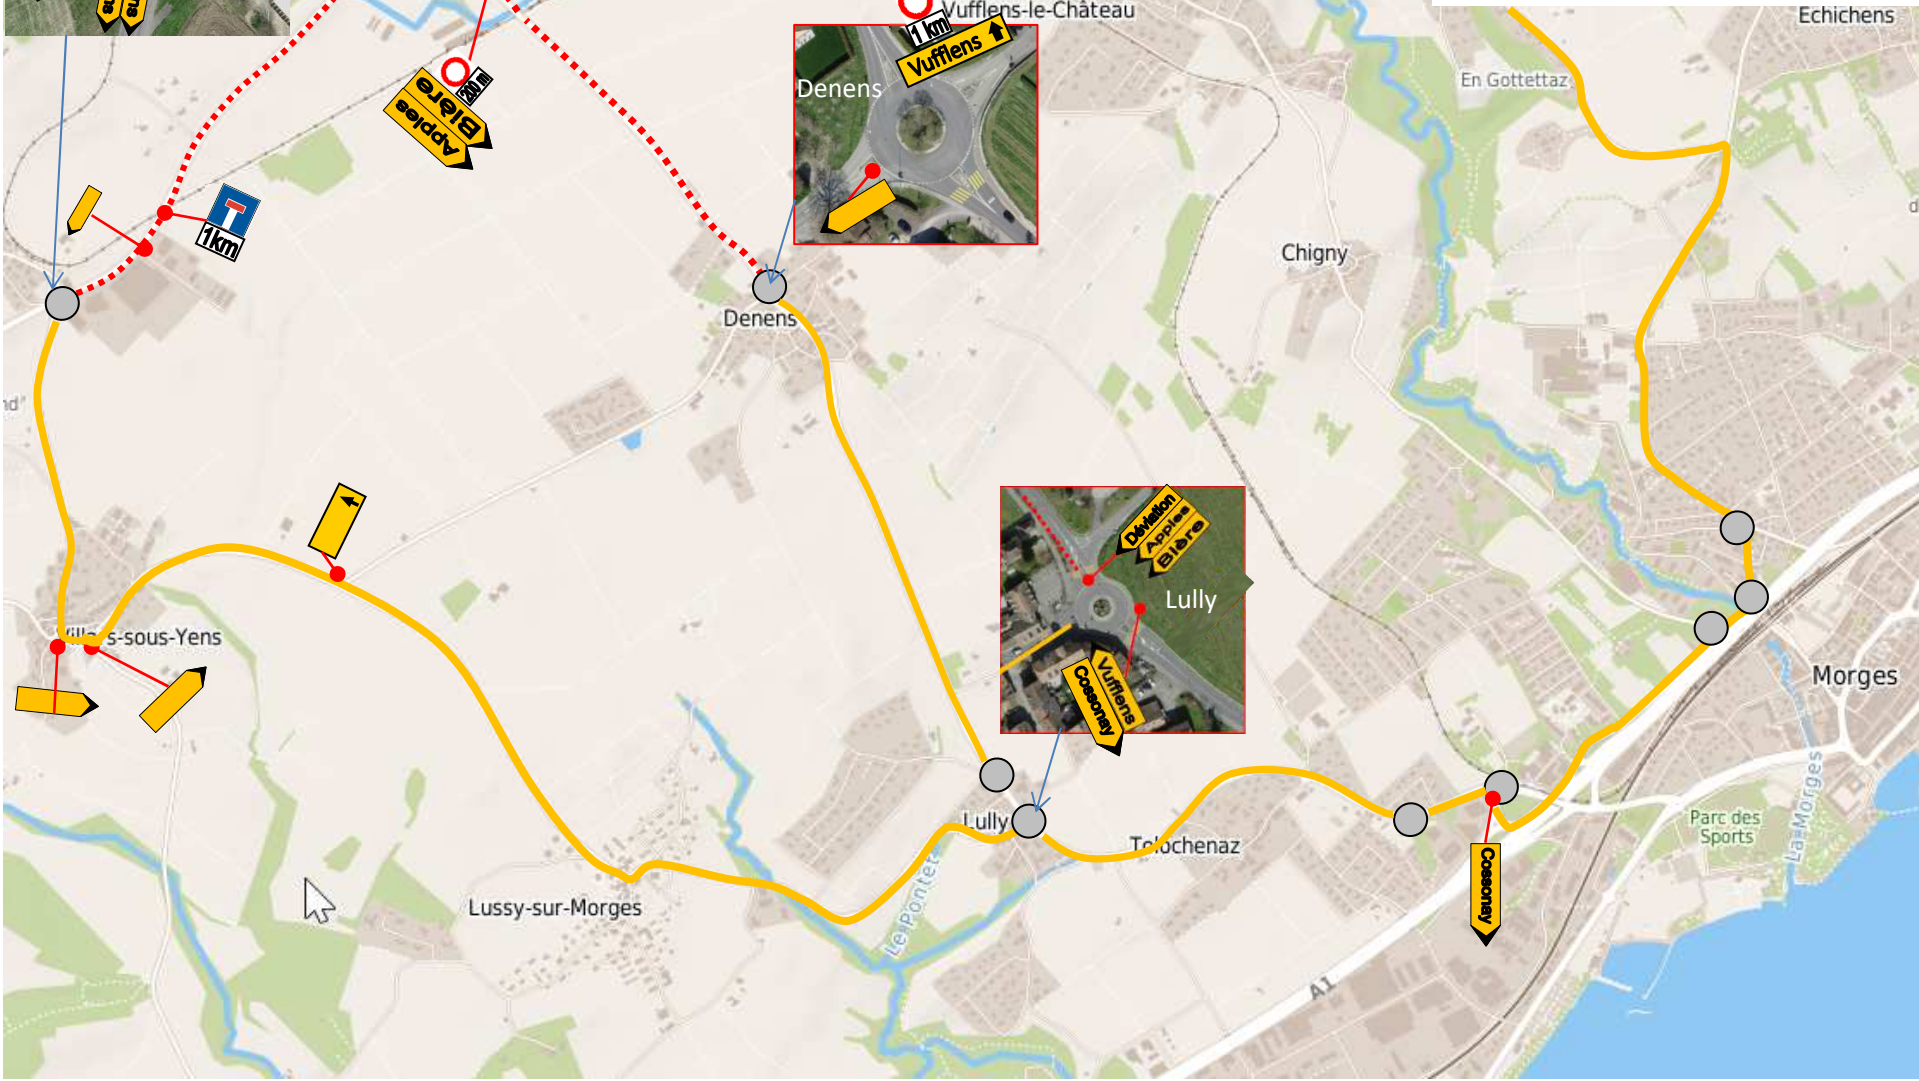 Vufflens-le-Château
Echichens
1 km
Vufflens
200 m
Bière
Apples
Denens
En Gottettaz
1km
Chigny
Denens
Déviation
Apples
Bière
Lully
Villars-sous-Yens
Vufflens
Cossonay
Morges
Lully
Tolochenaz
Parc des
Sports
La Morges
Cossonay
Lussy-sur-Morges
Le Pontet
A1